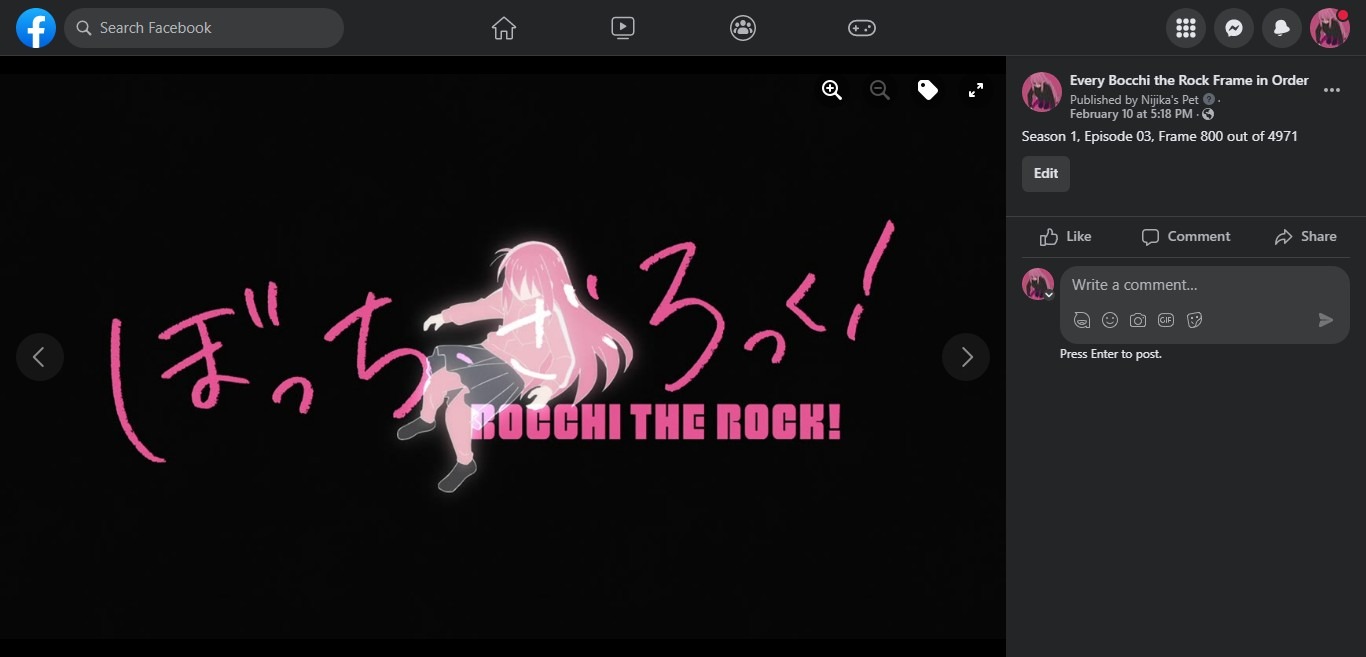 Search Facebook
Every Bocchi the Rock Frame in Order
Published by Nijika's Pet ·
February 10 at 5:18 PM ·
Season 1, Episode 03, Frame 800 out of 4971
Edit
Like
Comment
Share
Write a comment...
GIF
Press Enter to post.
ぼっち・ざ・ろっく!
BOCCHI THE ROCK!